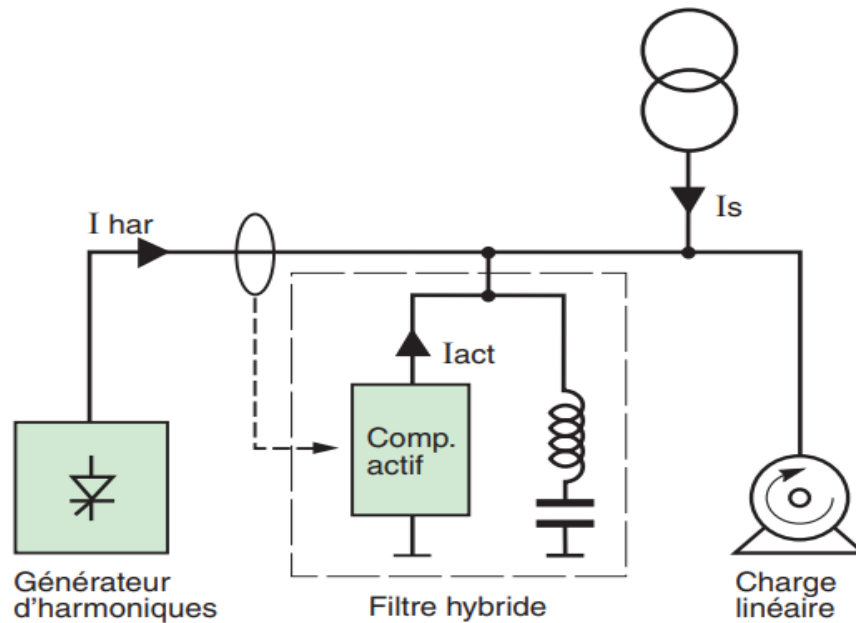 I har
Is
Iact
Comp.
actif
Générateur
d'harmoniques
Filtre hybride
Charge
linéaire